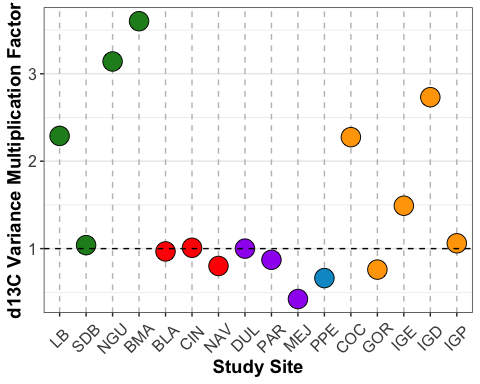 d13C Variance Multiplication Factor
3
2
1
LB SDB NGU BMA BLA CIN NAV DUL PAR MEJ PPE COC GOR IGE IGD IGP
Study Site